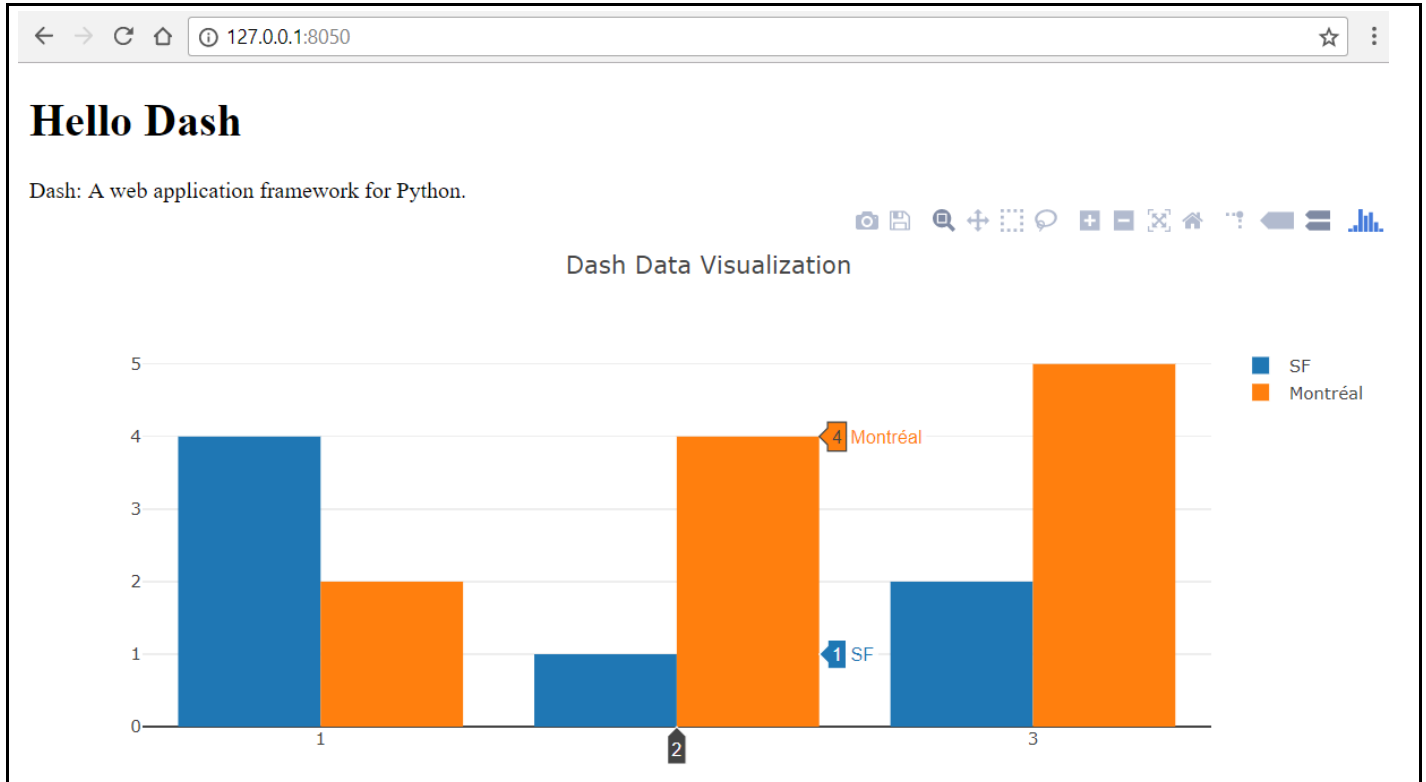 127.0.0.1:8050
Hello Dash
Dash: A web application framework for Python.
Dash Data Visualization
5
SF
Montréal
4
4 Montréal
3
2
1
1 SF
0
1
2
3